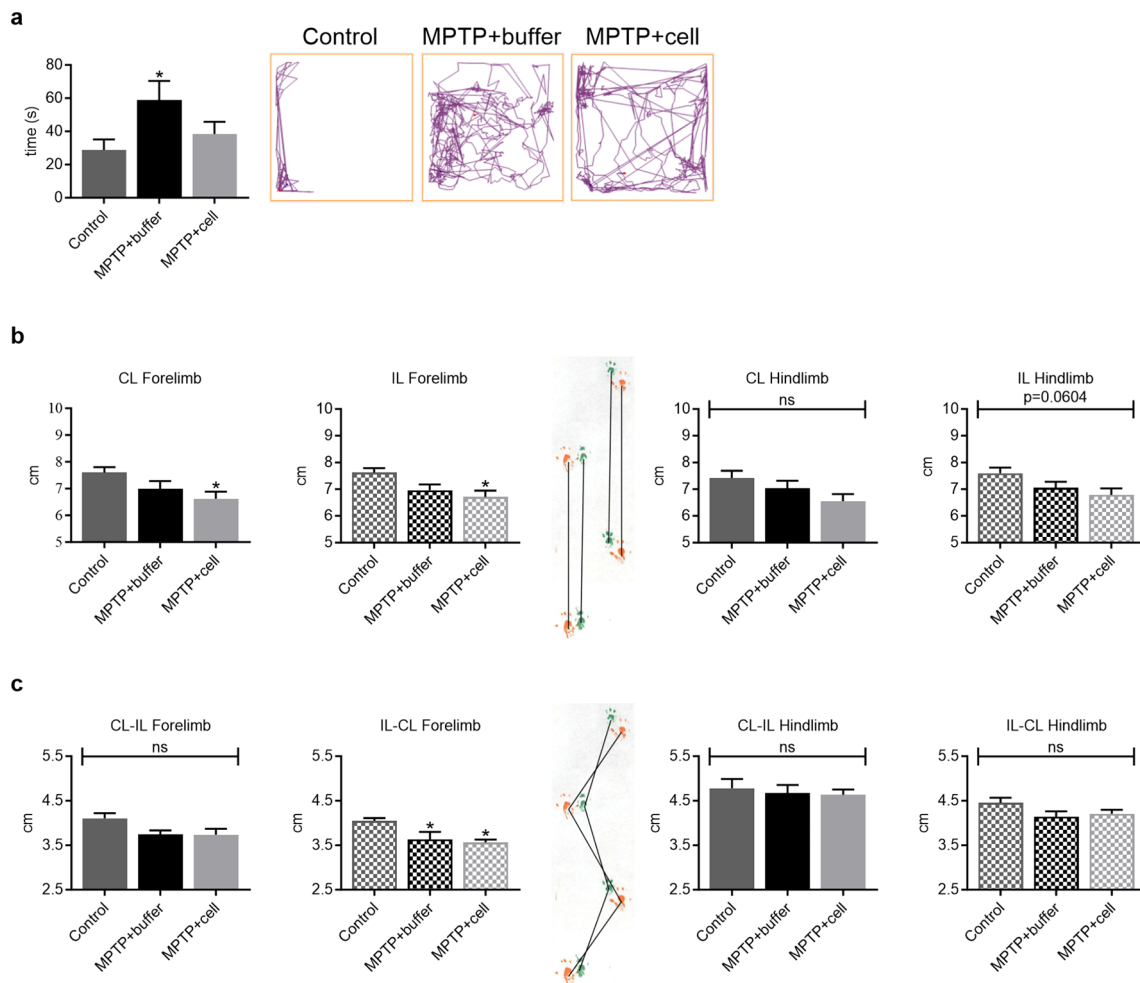 a
Control MPTP+buffer MPTP+cell
80
60
40
20
0
time (s)
*
Control
MPTP+buffer
MPTP+cell
b
CL Forelimb
10
9
8
7
6
5
cm
*
Control
MPTP+buffer
MPTP+cell
IL Forelimb
10
9
8
7
6
5
cm
*
Control
MPTP+buffer
MPTP+cell
CL Hindlimb
ns
10
9
8
7
6
5
cm
Control
MPTP+buffer
MPTP+cell
IL Hindlimb
p=0.0604
10
9
8
7
6
5
cm
Control
MPTP+buffer
MPTP+cell
c
CL-IL Forelimb
ns
5.5
4.5
3.5
2.5
cm
Control
MPTP+buffer
MPTP+cell
IL-CL Forelimb
5.5
4.5
3.5
2.5
cm
*
*
Control
MPTP+buffer
MPTP+cell
CL-IL Hindlimb
ns
5.5
4.5
3.5
2.5
cm
Control
MPTP+buffer
MPTP+cell
IL-CL Hindlimb
ns
5.5
4.5
3.5
2.5
cm
Control
MPTP+buffer
MPTP+cell